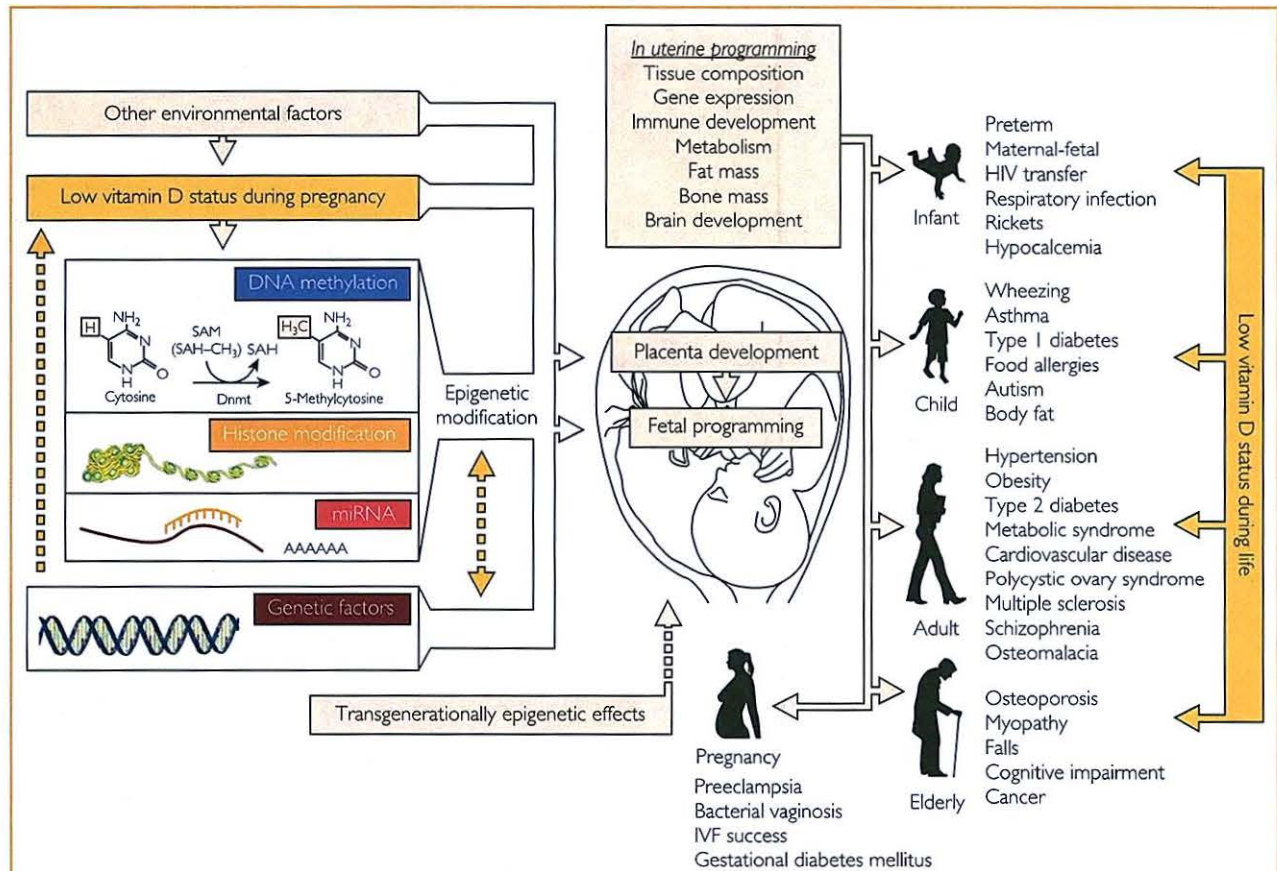 In uterine programming
Tissue composition
Gene expression
Immune development
Metabolism
Fat mass
Bone mass
Brain development
Other environmental factors
Low vitamin D status during pregnancy
DNA methylation
H
NH₂
N
NH
O
Cytosine
SAM
(SAH–CH₃) SAH
Dnmt
H₃C
NH₂
N
NH
O
5-Methylcytosine
Histone modification
miRNA
AAAAAA
Genetic factors
Epigenetic
modification
Placenta development
Fetal programming
Transgenerationally epigenetic effects
Pregnancy
Preeclampsia
Bacterial vaginosis
IVF success
Gestational diabetes mellitus
Infant
Preterm
Maternal-fetal
HIV transfer
Respiratory infection
Rickets
Hypocalcemia
Child
Wheezing
Asthma
Type 1 diabetes
Food allergies
Autism
Body fat
Adult
Hypertension
Obesity
Type 2 diabetes
Metabolic syndrome
Cardiovascular disease
Polycystic ovary syndrome
Multiple sclerosis
Schizophrenia
Osteomalacia
Elderly
Osteoporosis
Myopathy
Falls
Cognitive impairment
Cancer
Low vitamin D status during life